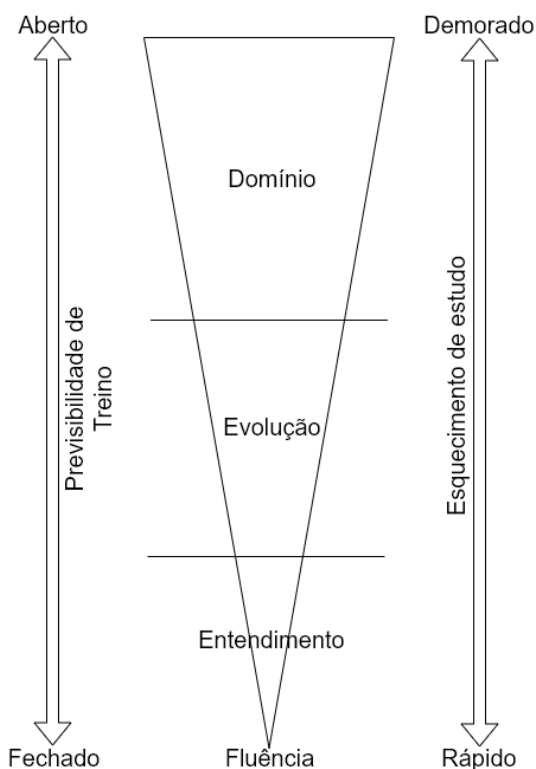 Aberto
Demorado
Domínio
Previsibilidade de
Treino
Evolução
Esquecimento de estudo
Entendimento
Fechado
Fluência
Rápido